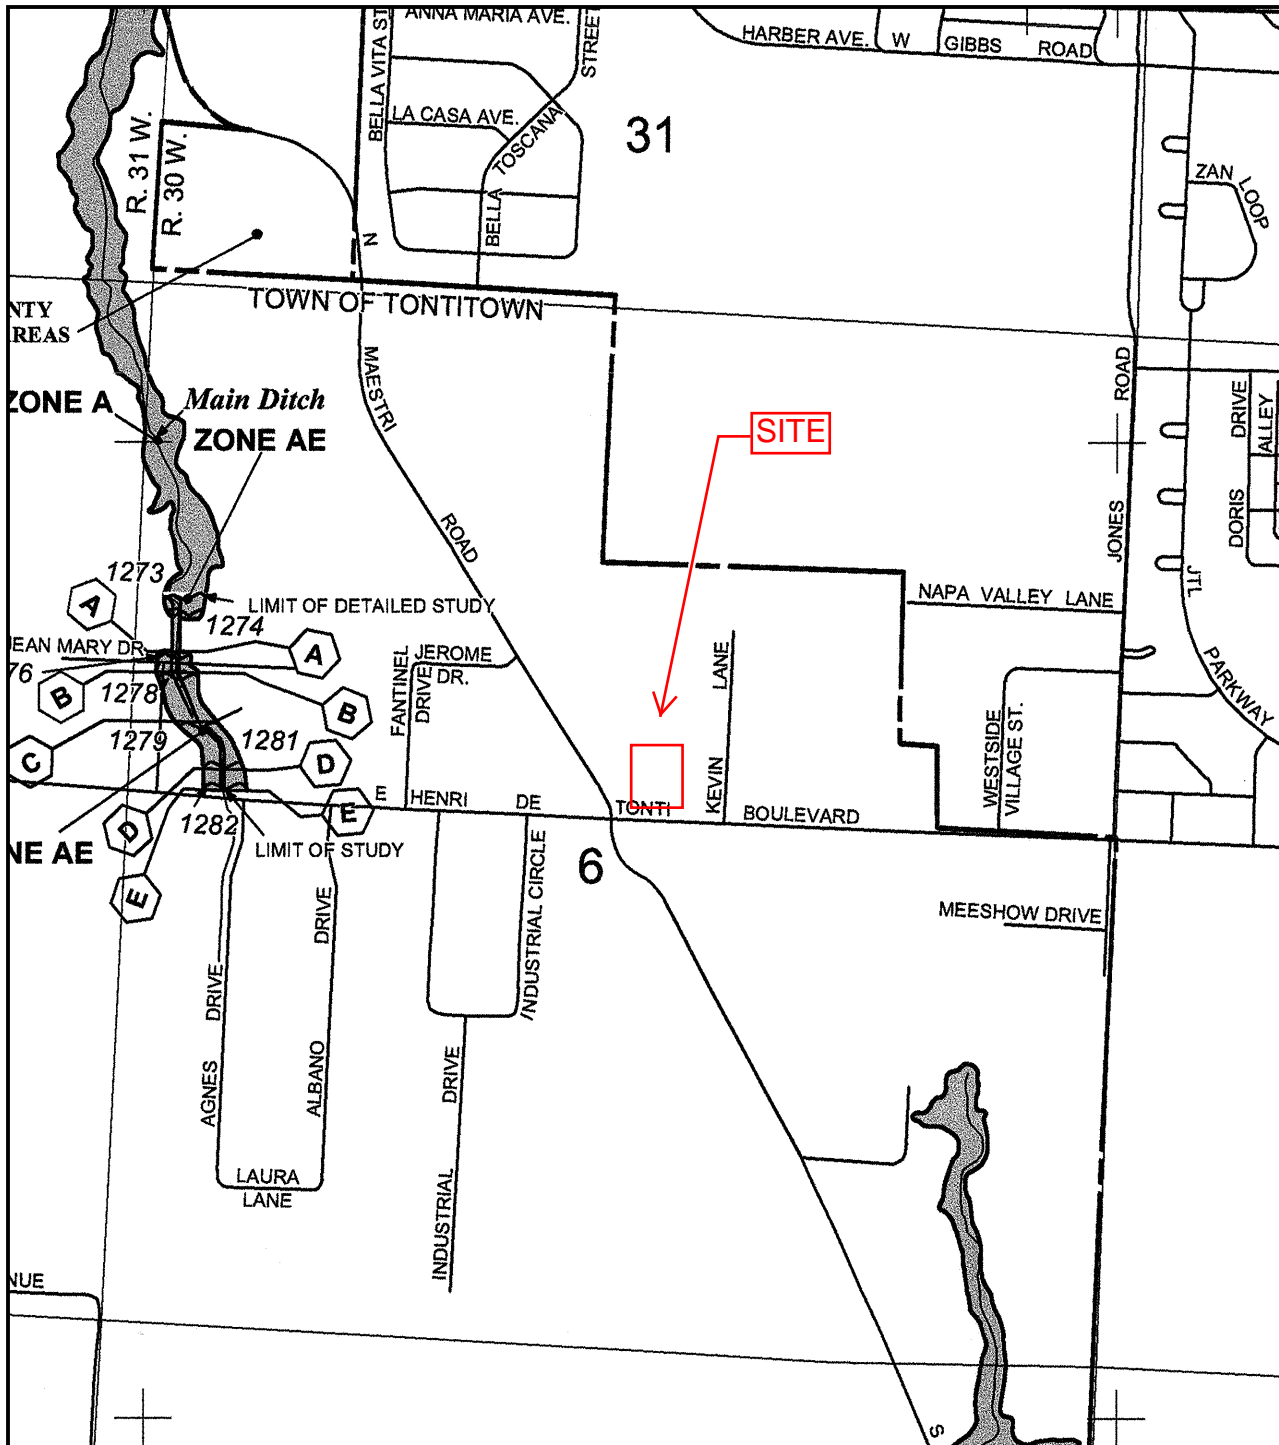 ANNA MARIA AVE.
STREET
BELLA VITA ST
HARBER AVE.
W
GIBBS
ROAD
LA CASA AVE.
BELLA
TOSCANA
31
R. 31 W.
R. 30 W.
ZAN
LOOP
N
TOWN OF TONTITOWN
NTY
REAS
MAESTRI
ROAD
ZONE A
Main Ditch
ZONE AE
SITE
JONES
ROAD
DORIS
DRIVE
ALLEY
JTL
PARKWAY
1273
A
LIMIT OF DETAILED STUDY
1274
JEAN MARY DR
A
76
B
1278
B
C
1279
1281
D
FANTINEL
DRIVE
JEROME
DR.
KEVIN
LANE
NAPA VALLEY LANE
WESTSIDE
VILLAGE ST.
E
HENRI
DE
TONTI
BOULEVARD
D
1282
E
LIMIT OF STUDY
NE AE
E
6
MEESHOW DRIVE
INDUSTRIAL CIRCLE
AGNES
DRIVE
ALBANO
DRIVE
LAURA
LANE
INDUSTRIAL
DRIVE
NUE
S